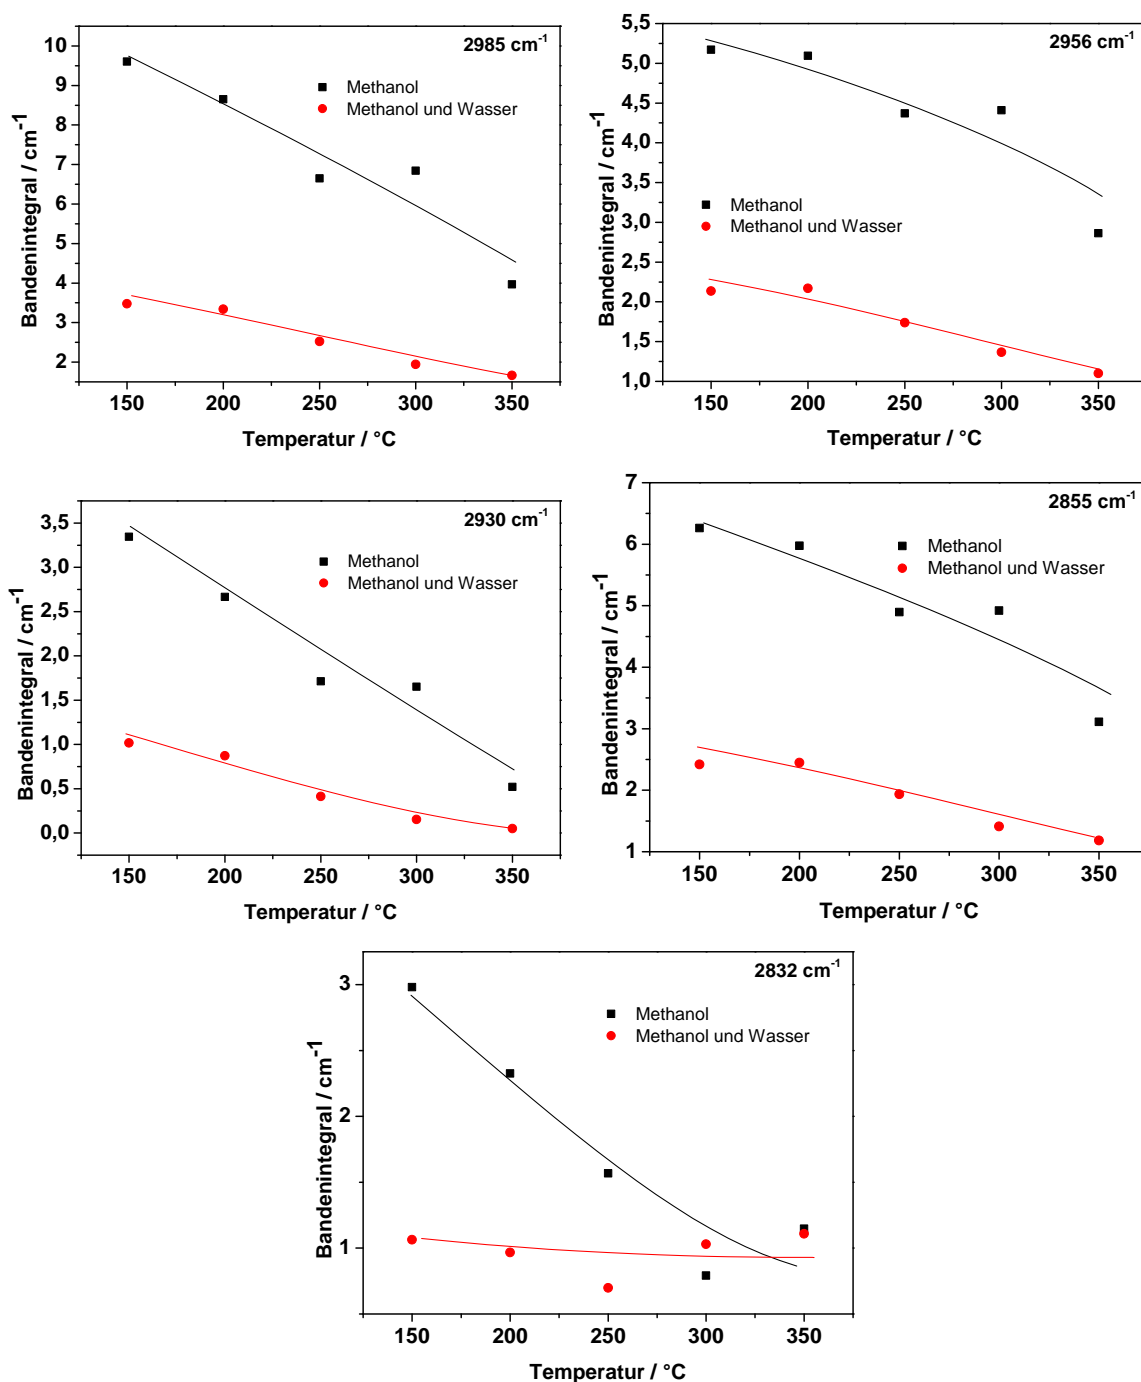 2985 cm-1
Methanol
Methanol und Wasser
Bandenintegral / cm-1
10
9
8
7
6
5
4
3
2
150 200 250 300 350
Temperatur / °C
2956 cm-1
Methanol
Methanol und Wasser
Bandenintegral / cm-1
5,5
5,0
4,5
4,0
3,5
3,0
2,5
2,0
1,5
1,0
150 200 250 300 350
Temperatur / °C
2930 cm-1
Methanol
Methanol und Wasser
Bandenintegral / cm-1
3,5
3,0
2,5
2,0
1,5
1,0
0,5
0,0
150 200 250 300 350
Temperatur / °C
2855 cm-1
Methanol
Methanol und Wasser
Bandenintegral / cm-1
7
6
5
4
3
2
1
150 200 250 300 350
Temperatur / °C
2832 cm-1
Methanol
Methanol und Wasser
Bandenintegral / cm-1
3
2
1
150 200 250 300 350
Temperatur / °C